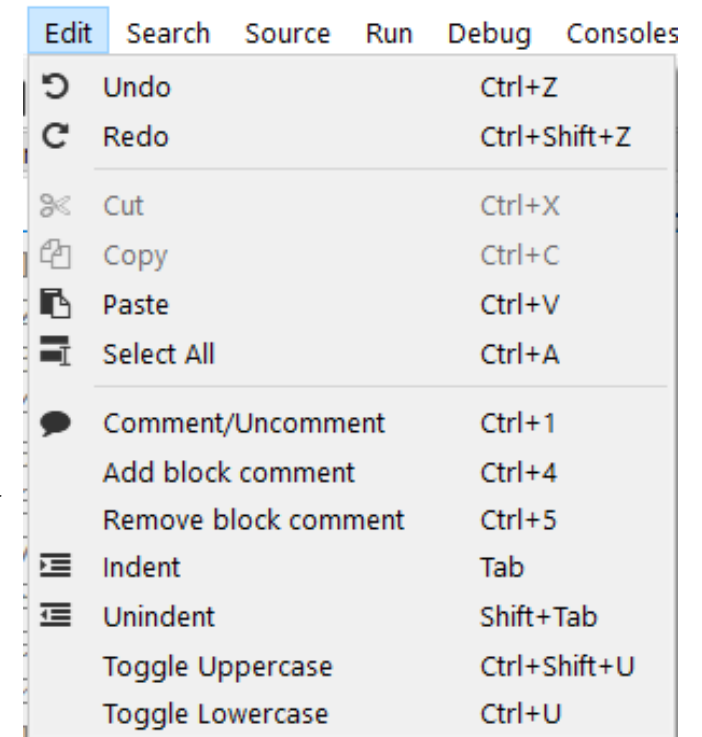 Edit Search Source Run Debug Consoles
Undo Ctrl+Z
Redo Ctrl+Shift+Z
Cut Ctrl+X
Copy Ctrl+C
Paste Ctrl+V
Select All Ctrl+A
Comment/Uncomment Ctrl+1
Add block comment Ctrl+4
Remove block comment Ctrl+5
Indent Tab
Unindent Shift+Tab
Toggle Uppercase Ctrl+Shift+U
Toggle Lowercase Ctrl+U